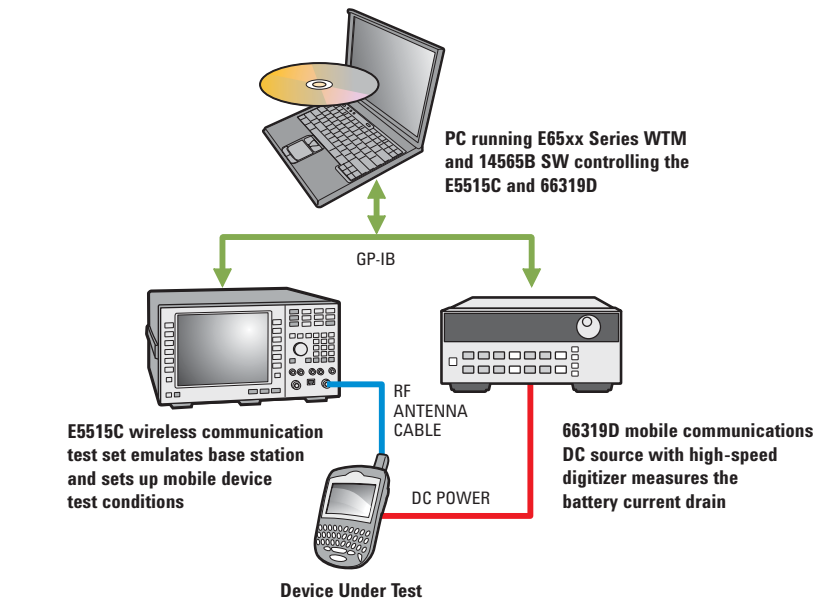 PC running E65xx Series WTM
and 14565B SW controlling the
E5515C and 66319D
GP-IB
RF
ANTENNA
CABLE
E5515C wireless communication
test set emulates base station
and sets up mobile device
test conditions
66319D mobile communications
DC source with high-speed
digitizer measures the
battery current drain
DC POWER
Device Under Test